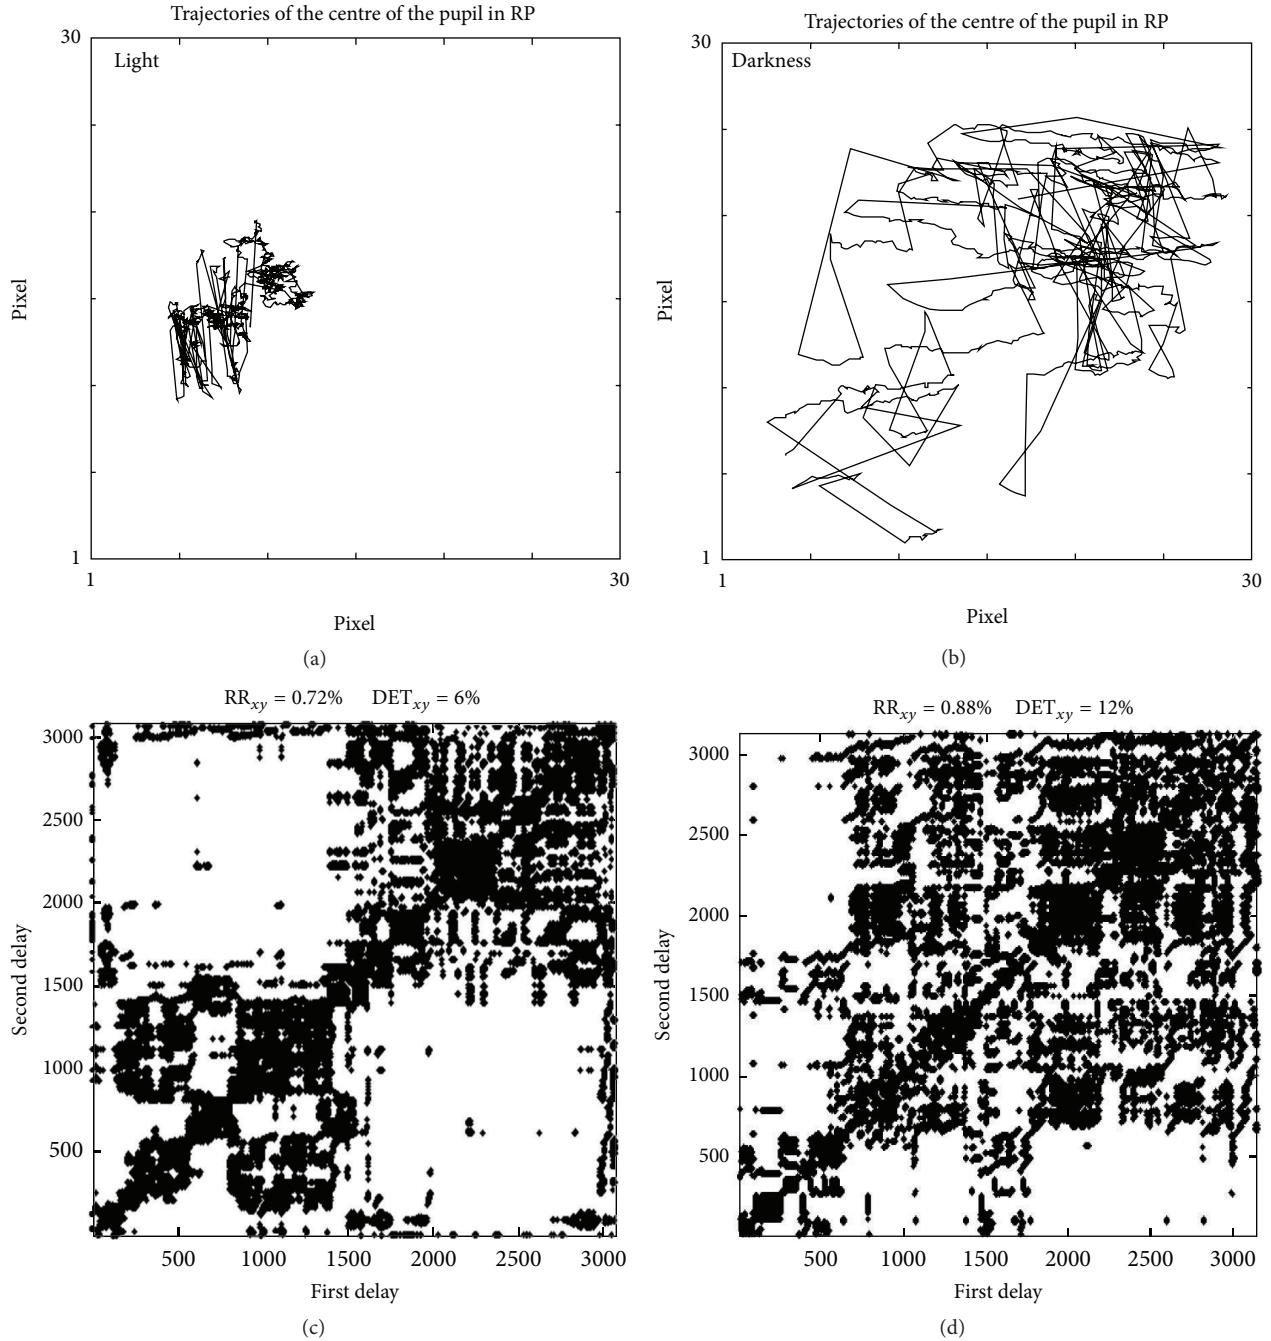 Trajectories of the centre of the pupil in RP
30
Light
Pixel
1
1
30
Pixel
(a)
Trajectories of the centre of the pupil in RP
30
Darkness
Pixel
1
1
30
Pixel
(b)
RRxy = 0.72% DETxy = 6%
3000
2500
2000
1500
1000
500
Second delay
500 1000 1500 2000 2500 3000
First delay
(c)
RRxy = 0.88% DETxy = 12%
3000
2500
2000
1500
1000
500
Second delay
500 1000 1500 2000 2500 3000
First delay
(d)